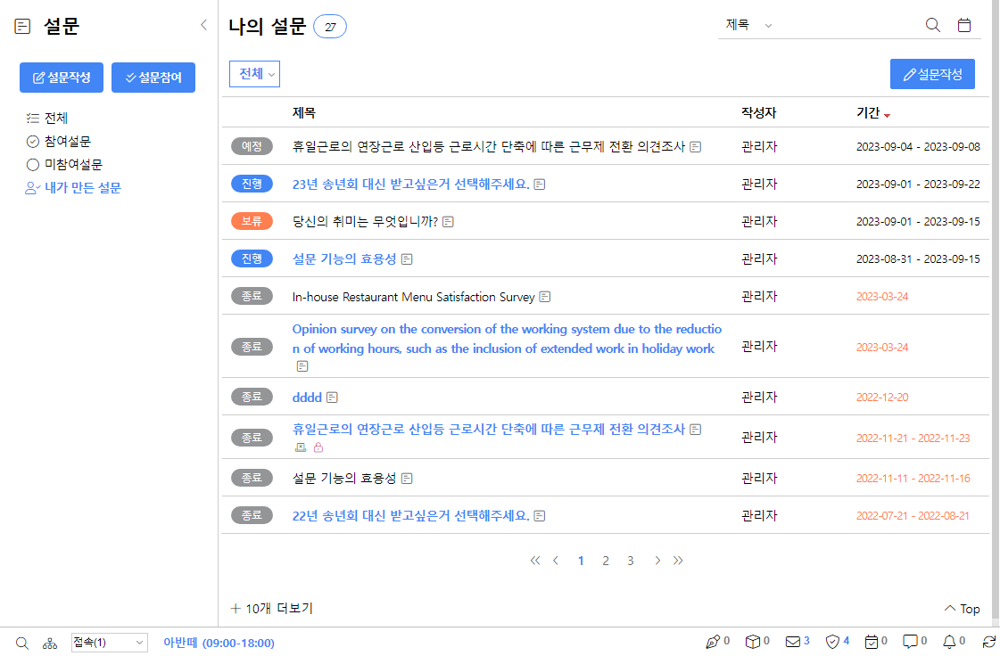 설문
나의 설문 27
제목
설문작성 설문참여
전체
설문작성
전체
참여설문
미참여설문
내가 만든 설문
제목 작성자 기간
예정 휴일근로의 연장근로 산입등 근로시간 단축에 따른 근무제 전환 의견조사 관리자 2023-09-04 - 2023-09-08
진행 23년 송년회 대신 받고싶은거 선택해주세요. 관리자 2023-09-01 - 2023-09-22
보류 당신의 취미는 무엇입니까? 관리자 2023-09-01 - 2023-09-15
진행 설문 기능의 효용성 관리자 2023-08-31 - 2023-09-15
종료 In-house Restaurant Menu Satisfaction Survey 관리자 2023-03-24
종료 Opinion survey on the conversion of the working system due to the reductio
n of working hours, such as the inclusion of extended work in holiday work 관리자 2023-03-24
종료 dddd 관리자 2022-12-20
종료 휴일근로의 연장근로 산입등 근로시간 단축에 따른 근무제 전환 의견조사 관리자 2022-11-21 - 2022-11-23
종료 설문 기능의 효용성 관리자 2022-11-11 - 2022-11-16
종료 22년 송년회 대신 받고싶은거 선택해주세요. 관리자 2022-07-21 - 2022-08-21
1 2 3
10개 더보기
Top
접속(1) 아반떼 (09:00-18:00) 0 0 3 4 0 0 0